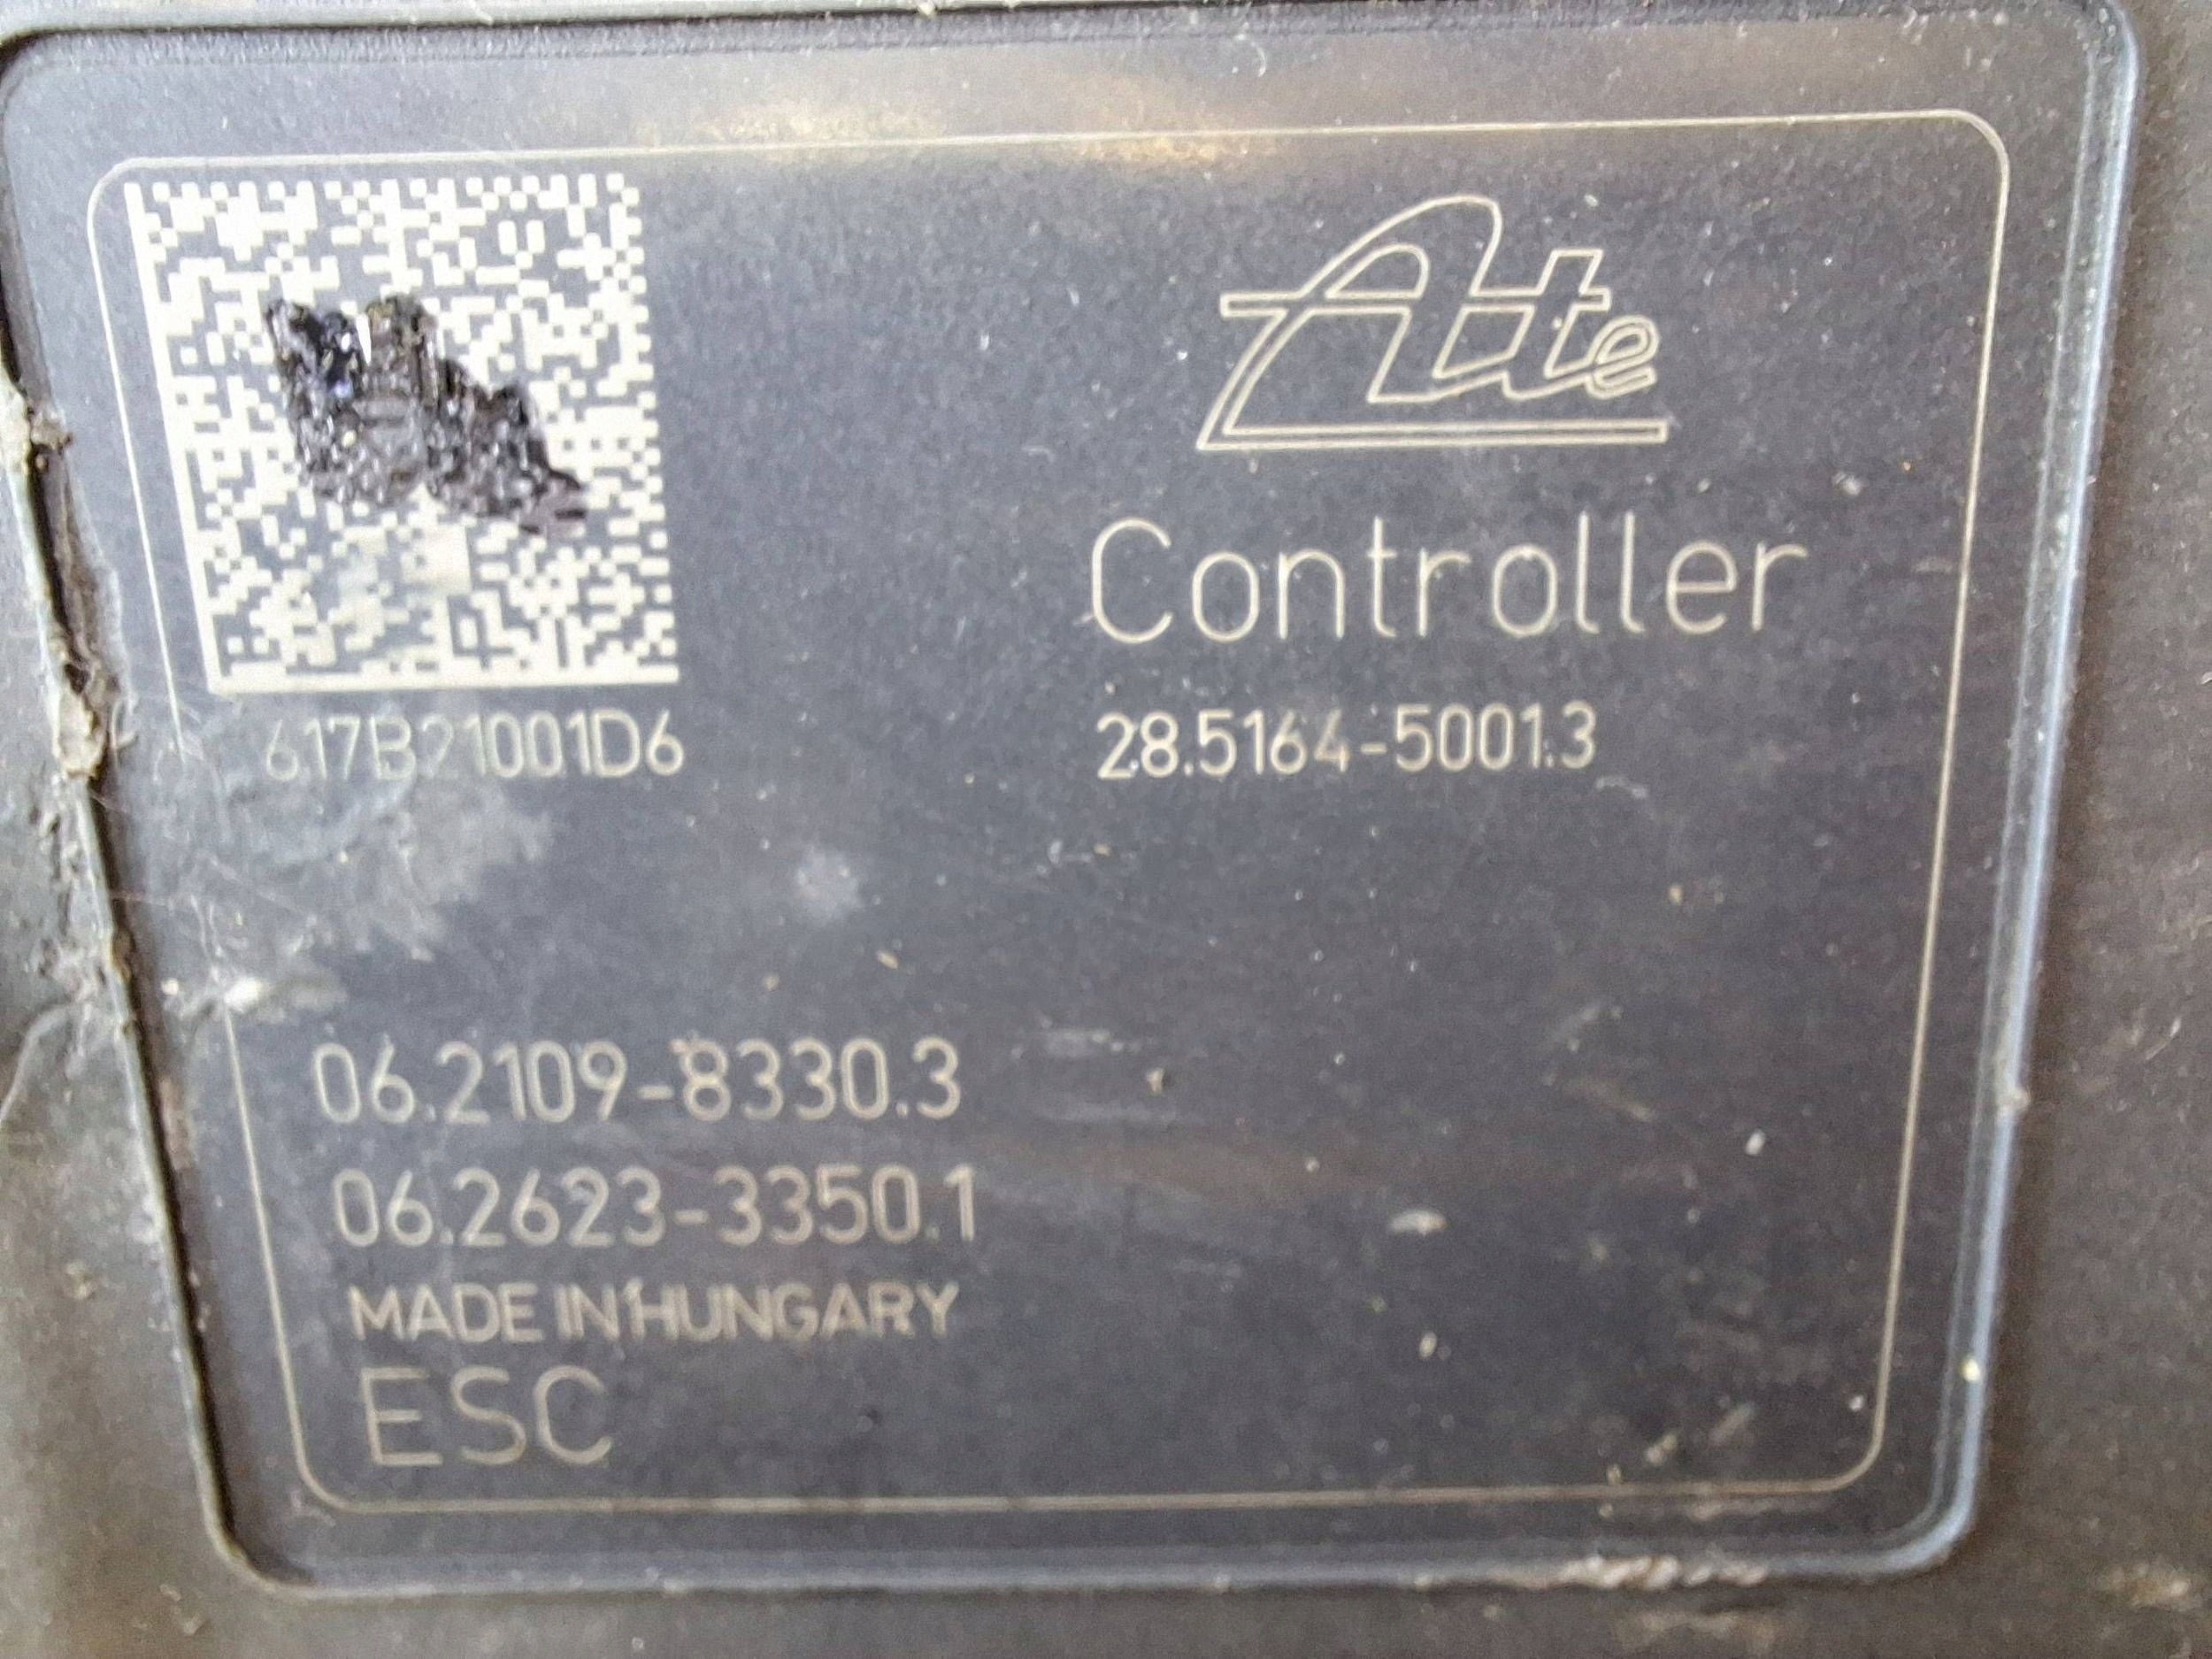 Ate
Controller
617B21001D6
28.5164-5001.3
06.2109-8330.3
06.2623-3350.1
MADE IN HUNGARY
ESC